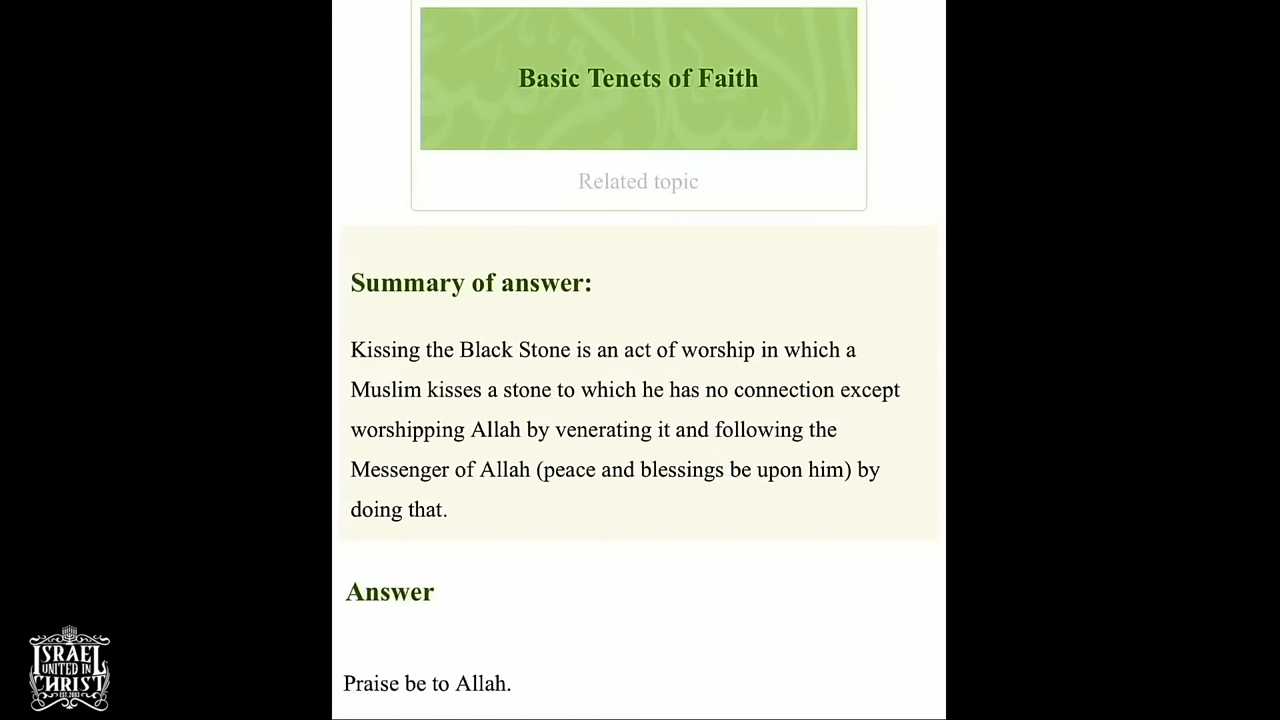 Basic Tenets of Faith
Related topic
Summary of answer:
Kissing the Black Stone is an act of worship in which a
Muslim kisses a stone to which he has no connection except
worshipping Allah by venerating it and following the
Messenger of Allah (peace and blessings be upon him) by
doing that.
Answer
Praise be to Allah.
ISRAEL
UNITED IN
CHRIST
EST. 2003